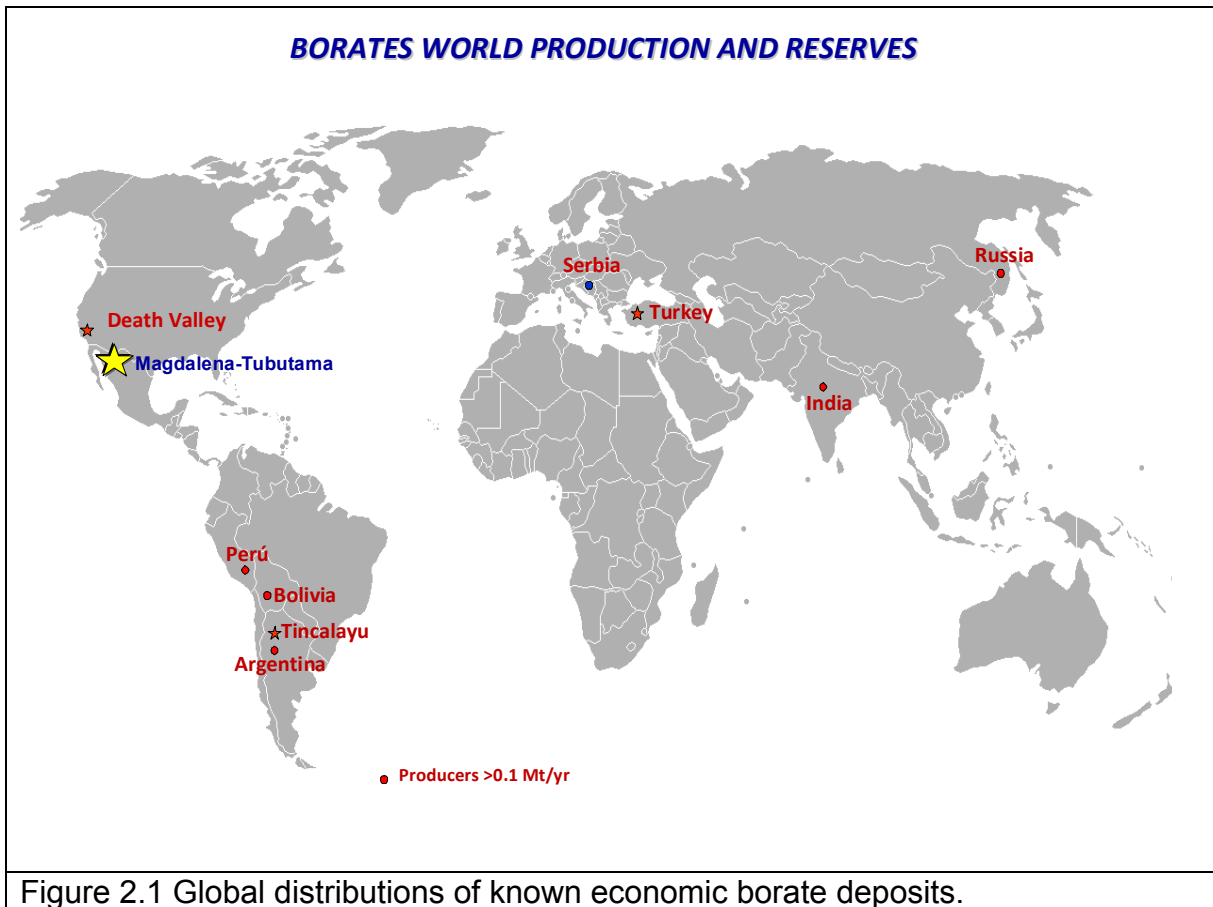 BORATES WORLD PRODUCTION AND RESERVES
Russia
Serbia
Death Valley
Turkey
Magdalena-Tubutama
India
Perú
Bolivia
Tincalayu
Argentina
Producers >0.1 Mt/yr
Figure 2.1 Global distributions of known economic borate deposits.